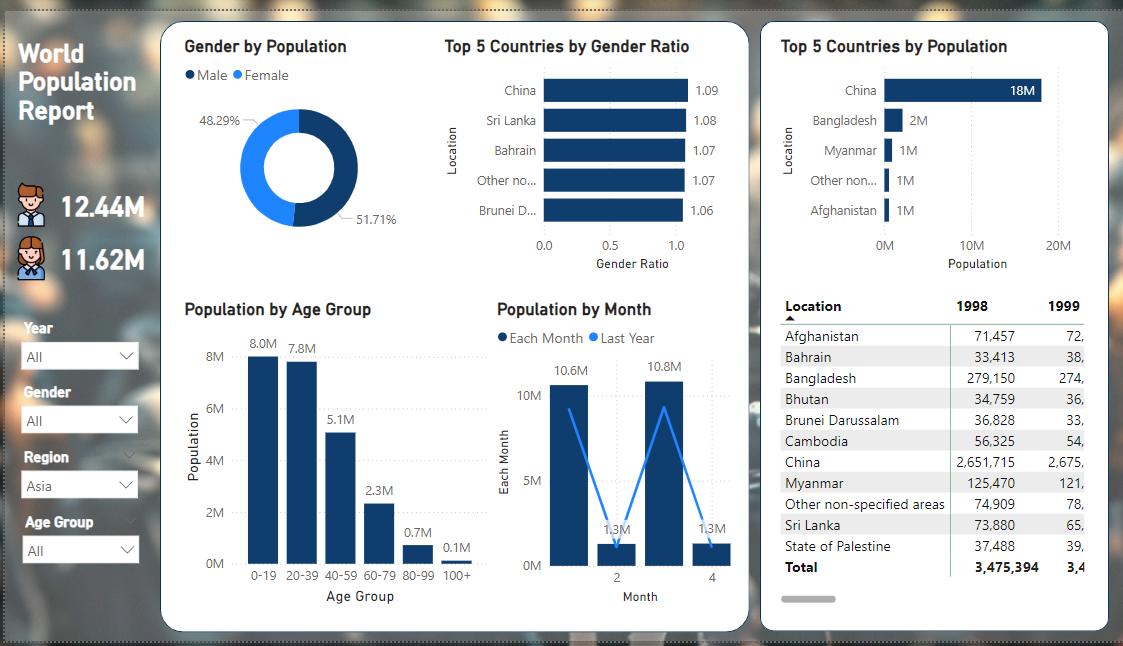 World
Population
Report
12.44M
11.62M
Year
All
Gender
All
Region
Asia
Age Group
All
Gender by Population
Male Female
48.29%
51.71%
Top 5 Countries by Gender Ratio
Location
China 1.09
Sri Lanka 1.08
Bahrain 1.07
Other no... 1.07
Brunei D... 1.06
0.0 0.5 1.0
Gender Ratio
Population by Age Group
Population
8M
6M
4M
2M
0M
8.0M 7.8M 5.1M 2.3M 0.7M 0.1M
0-19 20-39 40-59 60-79 80-99 100+
Age Group
Population by Month
Each Month Last Year
Each Month
10M
5M
0M
10.6M 1.3M 10.8M 1.3M
2 4
Month
Top 5 Countries by Population
Location
China 18M
Bangladesh 2M
Myanmar 1M
Other non... 1M
Afghanistan 1M
0M 10M 20M
Population
Location 1998 1999
Afghanistan 71,457 72,
Bahrain 33,413 38,
Bangladesh 279,150 274,
Bhutan 34,759 36,
Brunei Darussalam 36,828 33,
Cambodia 56,325 54,
China 2,651,715 2,675,
Myanmar 125,470 121,
Other non-specified areas 74,909 78,
Sri Lanka 73,880 65,
State of Palestine 37,488 39,
Total 3,475,394 3,4